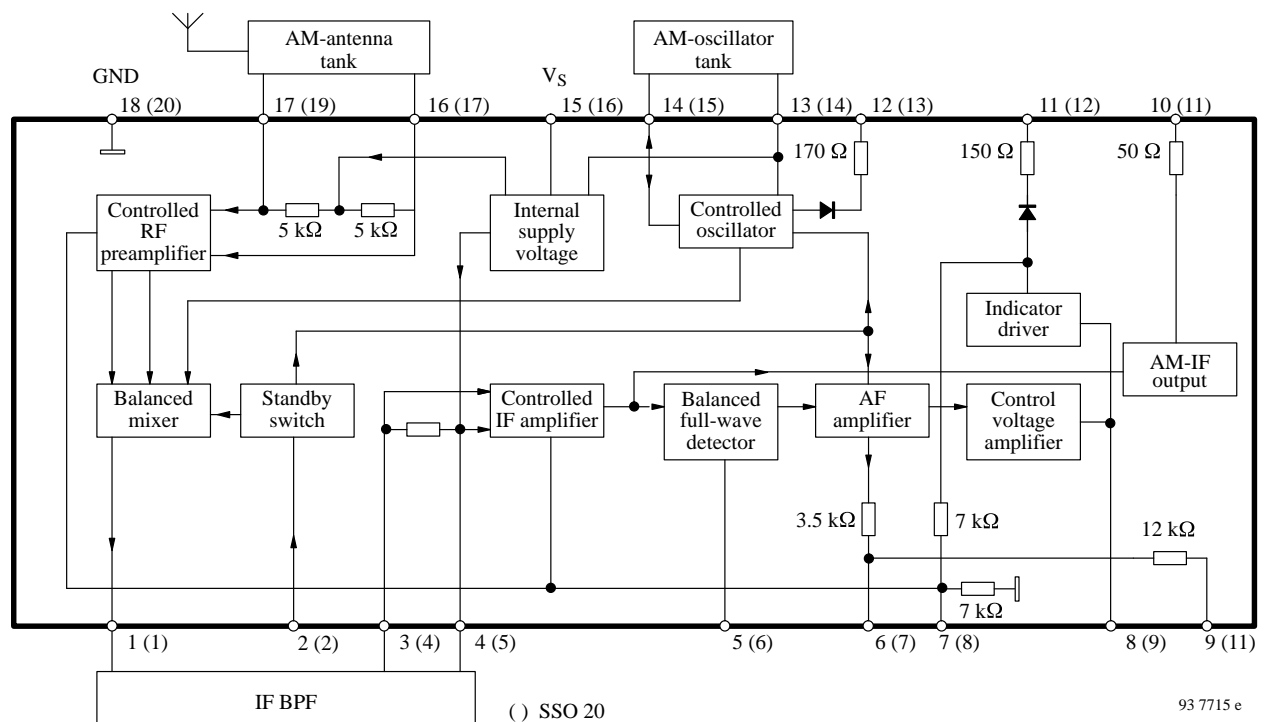 AM-antenna
tank
AM-oscillator
tank
GND
V_S
18 (20)
17 (19)
16 (17)
15 (16)
14 (15)
13 (14)
12 (13)
11 (12)
10 (11)
170 Ω
150 Ω
50 Ω
Controlled
RF
preamplifier
5 kΩ
5 kΩ
Internal
supply
voltage
Controlled
oscillator
Indicator
driver
AM-IF
output
Balanced
mixer
Standby
switch
Controlled
IF amplifier
Balanced
full-wave
detector
AF
amplifier
Control
voltage
amplifier
3.5 kΩ
7 kΩ
12 kΩ
7 kΩ
1 (1)
2 (2)
3 (4)
4 (5)
5 (6)
6 (7)
7 (8)
8 (9)
9 (11)
IF BPF
( ) SSO 20
93 7715 e